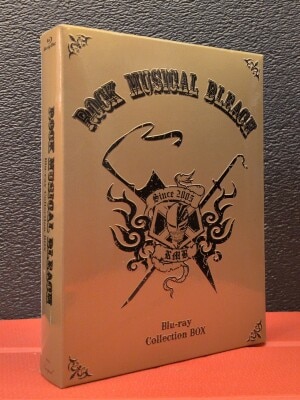 ROCK MUSICAL BLEACH
Since 2005
RMB
Blu-ray
Collection BOX
ROCK MUSICAL BLEACH